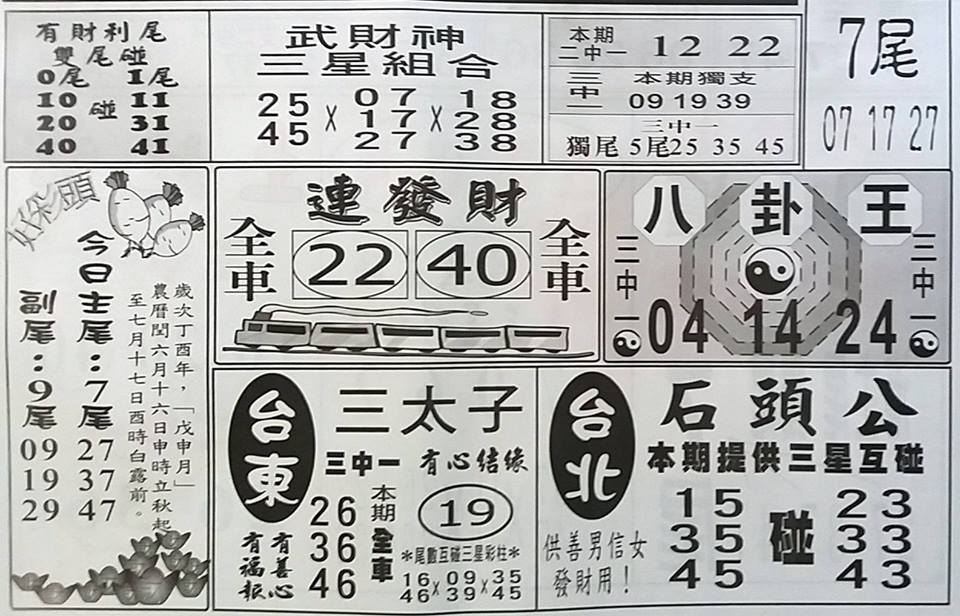 有財利尾
雙尾碰
0尾 1尾
10 碰 11
20 31
40 41
武財神
三星組合
25 07 18
45 × 17 × 28
27 38
本期
二中一 12 22
三中一 本期獨支
09 19 39
三中一
獨尾 5尾 25 35 45
7尾
07 17 27
好彩頭
今日主尾：7尾
27
37
47
副尾：9尾
09
19
29
歲次丁酉年，「戊申月」
農曆閏六月十六日申時立秋起
至七月十七日酉時白露前。
連發財
全車 22 40 全車
八卦王
三中一 04 14 24 三中一
台東
三太子
三中一 有心結緣
26
36
46
本期全車
19
有善心
有福報
＊尾數互碰三星彩柱＊
16 × 09 × 35
46 39 45
台北
石頭公
本期提供三星互碰
15 23
35 碰 33
45 43
供善男信女
發財用！